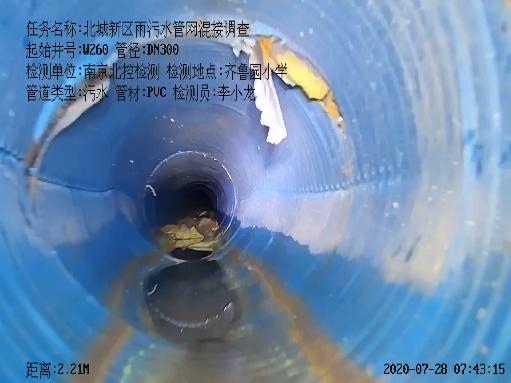 任务名称:北城新区雨污水管网混接调查
起始井号:W260 管径:DN300
检测单位:南京北控检测 检测地点:齐鲁园小学
管道类型:污水 管材:PVC 检测员:李小龙
距离:2.21M
2020-07-28 07:43:15